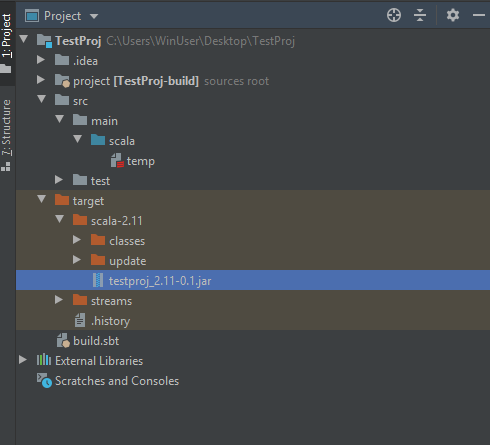 Project
1: Project
7: Structure
TestProj C:\Users\WinUser\Desktop\TestProj
.idea
project [TestProj-build] sources root
src
main
scala
temp
test
target
scala-2.11
classes
update
testproj_2.11-0.1.jar
streams
.history
build.sbt
External Libraries
Scratches and Consoles